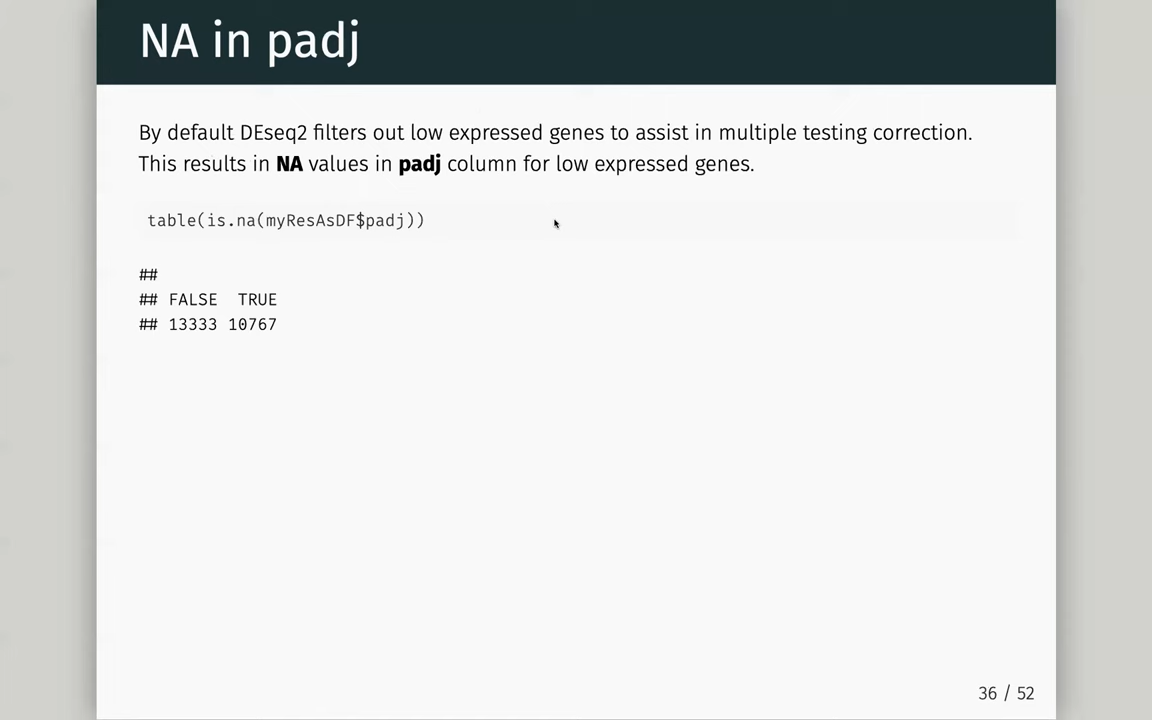 NA in padj
By default DEseq2 filters out low expressed genes to assist in multiple testing correction.
This results in NA values in padj column for low expressed genes.
table(is.na(myResAsDF$padj))
##
## FALSE  TRUE
## 13333 10767
36 / 52